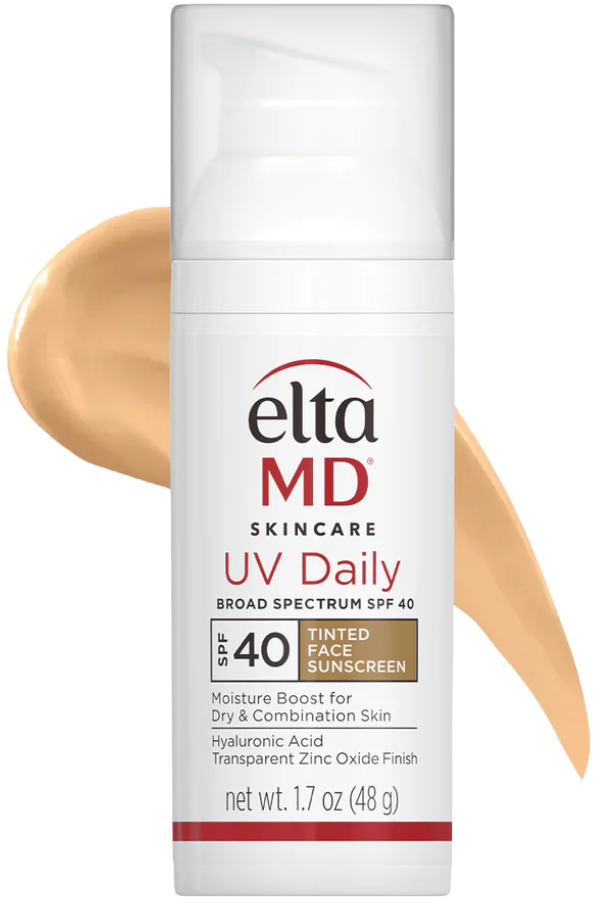 elta
MD®
SKINCARE
UV Daily
BROAD SPECTRUM SPF 40
SPF 40 TINTED
FACE
SUNSCREEN
Moisture Boost for
Dry & Combination Skin
Hyaluronic Acid
Transparent Zinc Oxide Finish
net wt. 1.7 oz (48 g)